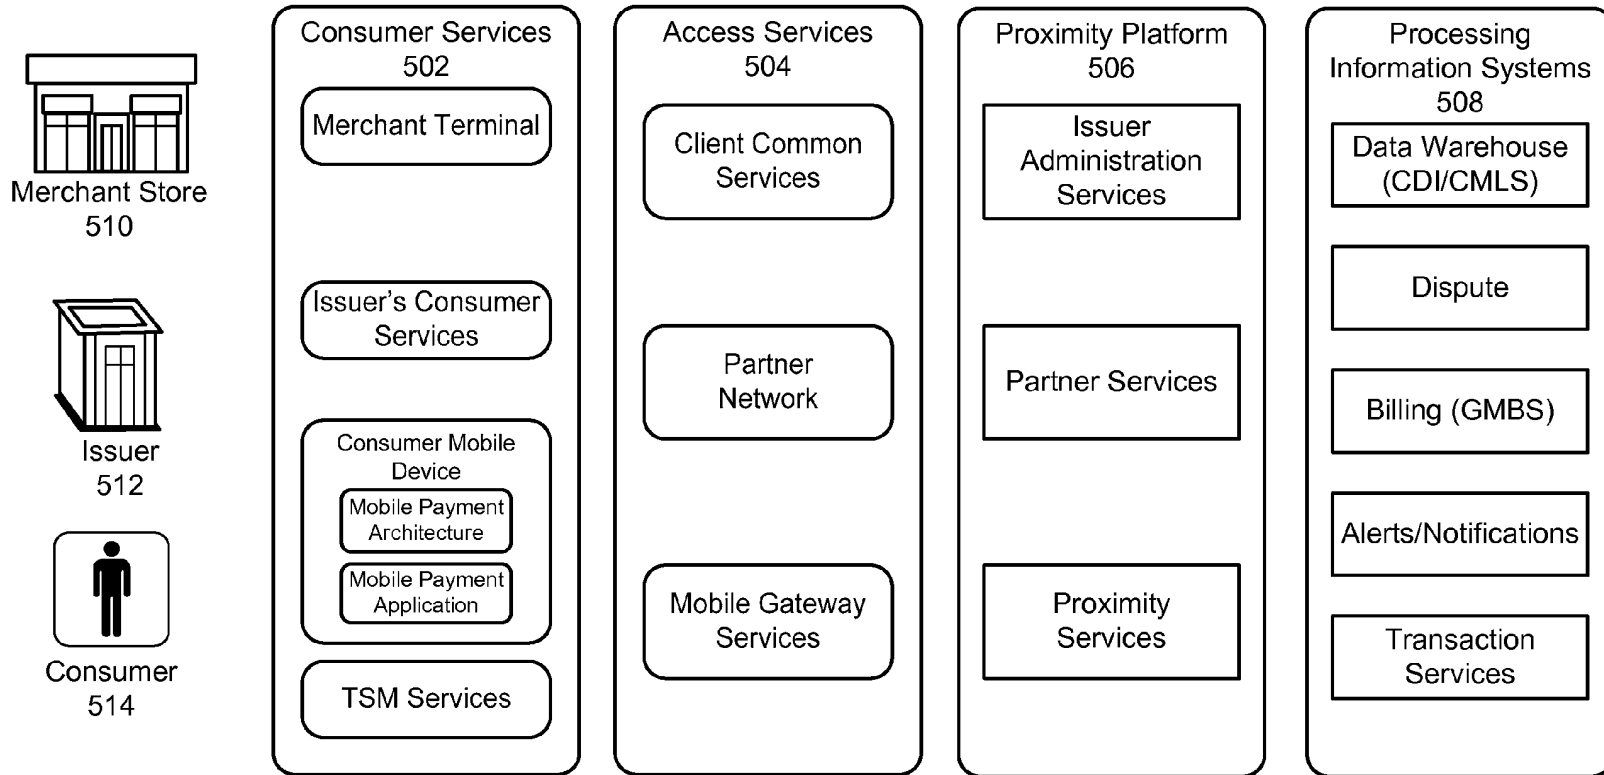 Merchant Store
510
Issuer
512
Consumer
514
Consumer Services
502
Merchant Terminal
Issuer's Consumer
Services
Consumer Mobile
Device
Mobile Payment
Architecture
Mobile Payment
Application
TSM Services
Access Services
504
Client Common
Services
Partner
Network
Mobile Gateway
Services
Proximity Platform
506
Issuer
Administration
Services
Partner Services
Proximity
Services
Processing
Information Systems
508
Data Warehouse
(CDI/CMLS)
Dispute
Billing (GMBS)
Alerts/Notifications
Transaction
Services